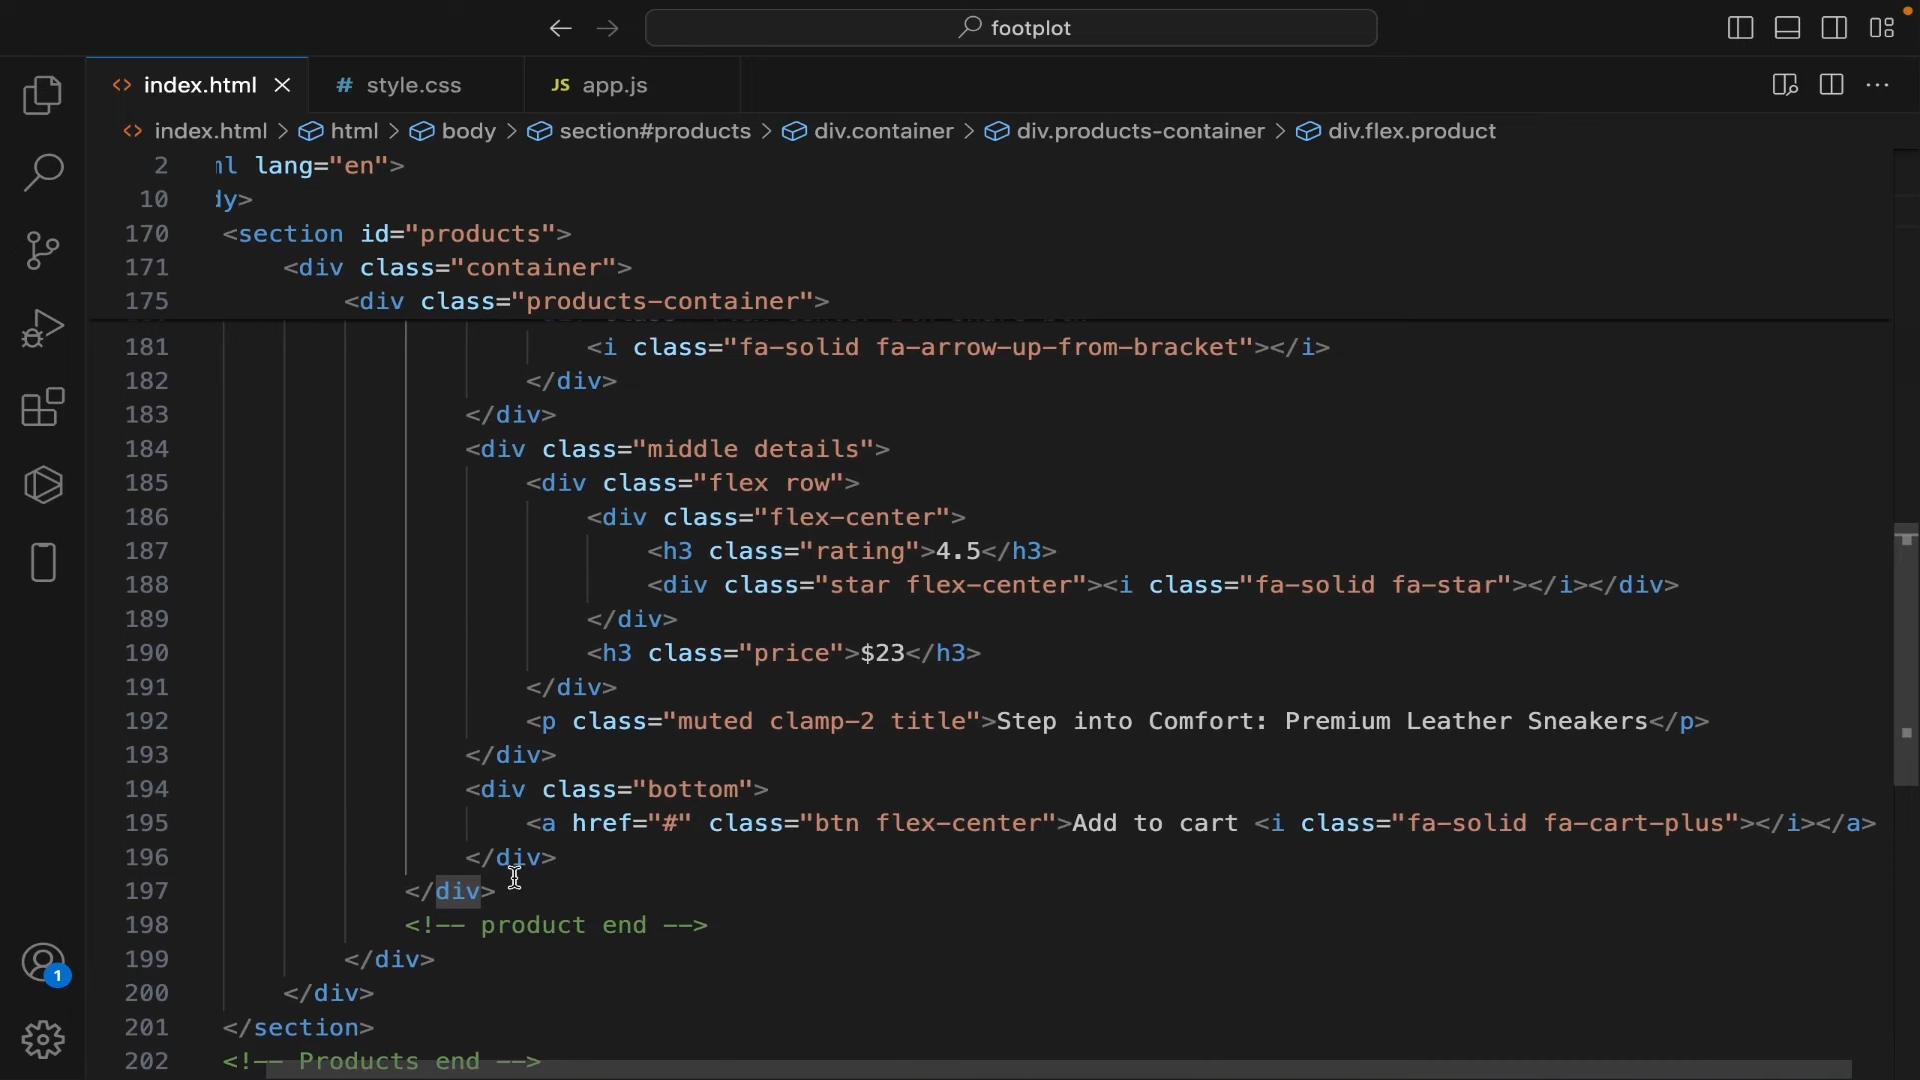 footplot
index.html
style.css
JS app.js
index.html > html > body > section#products > div.container > div.products-container > div.flex.product
2 ml lang="en">
10 dy>
170 <section id="products">
171 <div class="container">
175 <div class="products-container">
181 <i class="fa-solid fa-arrow-up-from-bracket"></i>
182 </div>
183 </div>
184 <div class="middle details">
185 <div class="flex row">
186 <div class="flex-center">
187 <h3 class="rating">4.5</h3>
188 <div class="star flex-center"><i class="fa-solid fa-star"></i></div>
189 </div>
190 <h3 class="price">$23</h3>
191 </div>
192 <p class="muted clamp-2 title">Step into Comfort: Premium Leather Sneakers</p>
193 </div>
194 <div class="bottom">
195 <a href="#" class="btn flex-center">Add to cart <i class="fa-solid fa-cart-plus"></i></a>
196 </div>
197 </div>
198 <!-- product end -->
199 </div>
200 </div>
201 </section>
202 <!-- Products end -->
1